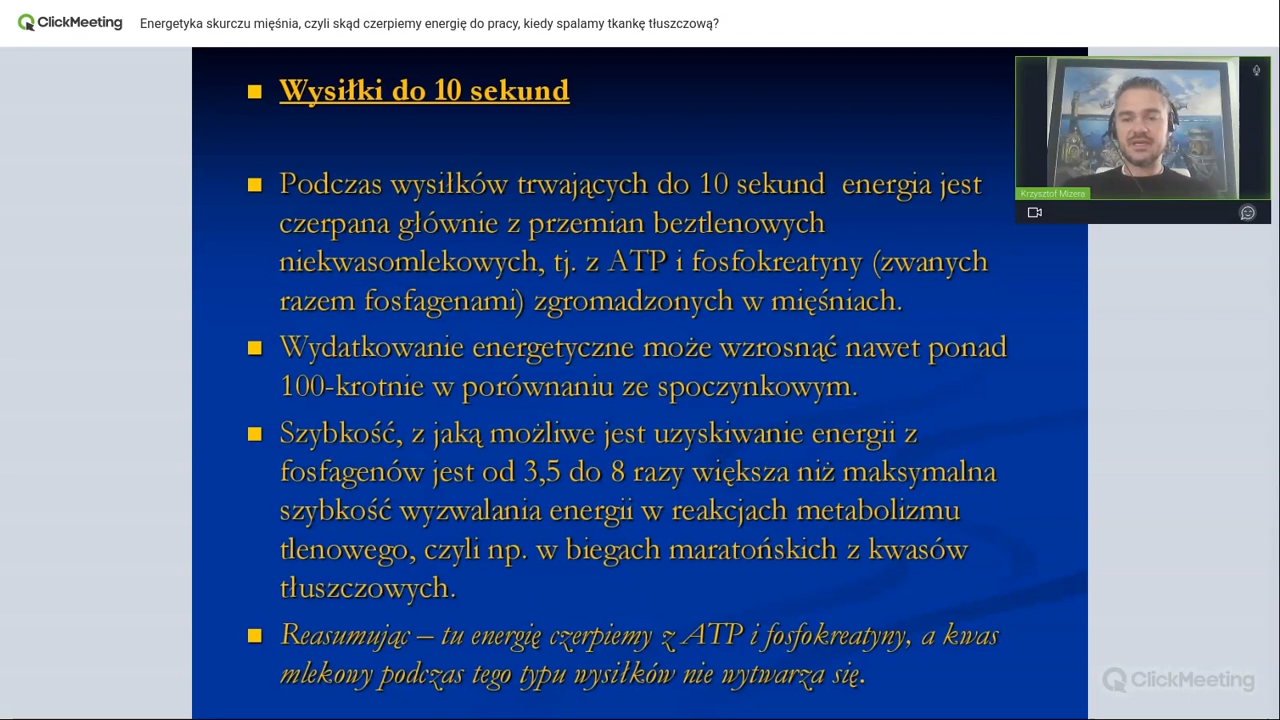 ClickMeeting
Energetyka skurczu mięśnia, czyli skąd czerpiemy energię do pracy, kiedy spalamy tkankę tłuszczową?
Wysiłki do 10 sekund
Podczas wysiłków trwających do 10 sekund energia jest
czerpana głównie z przemian beztlenowych
niekwasomlekowych, tj. z ATP i fosfokreatyny (zwanych
razem fosfagenami) zgromadzonych w mięśniach.
Wydatkowanie energetyczne może wzrosnąć nawet ponad
100-krotnie w porównaniu ze spoczynkowym.
Szybkość, z jaką możliwe jest uzyskiwanie energii z
fosfagenów jest od 3,5 do 8 razy większa niż maksymalna
szybkość wyzwalania energii w reakcjach metabolizmu
tlenowego, czyli np. w biegach maratońskich z kwasów
tłuszczowych.
Reasumując – tu energię czerpiemy z ATP i fosfokreatyny, a kwas
mlekowy podczas tego typu wysiłków nie wytwarza się.
Krzysztof Mizera
ClickMeeting